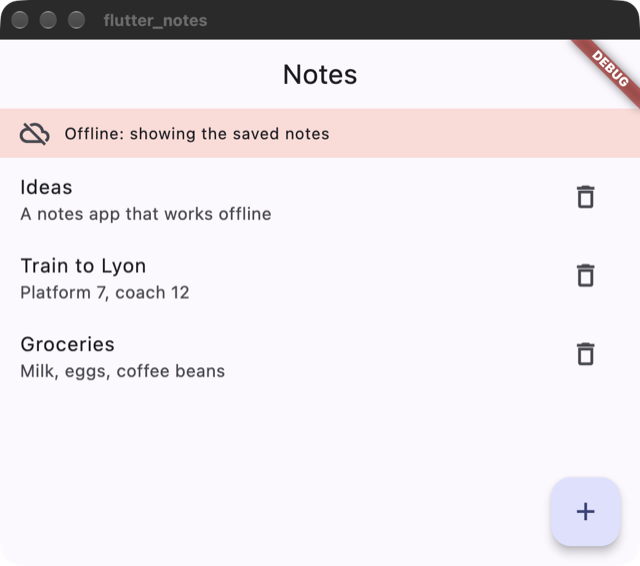 flutter_notes
DEBUG
Notes
Offline: showing the saved notes
Ideas
A notes app that works offline
Train to Lyon
Platform 7, coach 12
Groceries
Milk, eggs, coffee beans
+